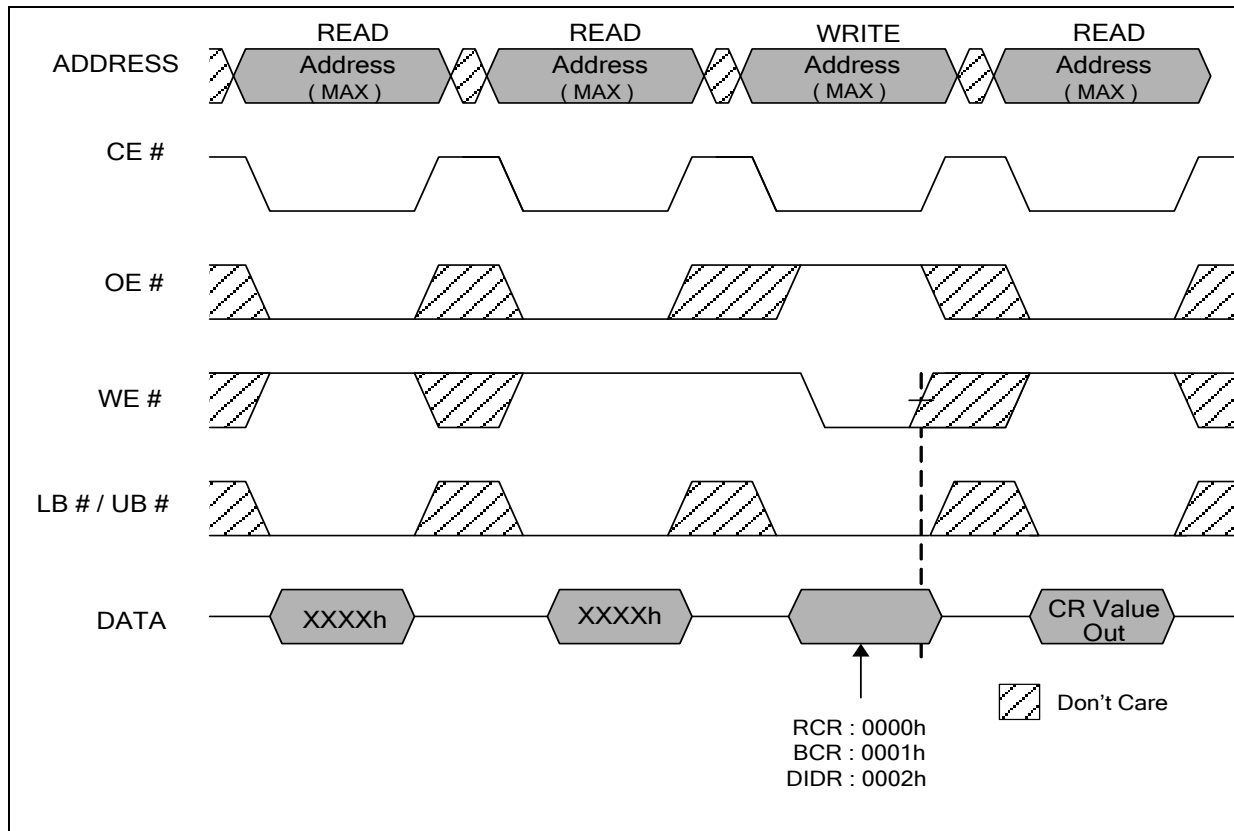 READ READ WRITE READ
ADDRESS Address Address Address Address
( MAX ) ( MAX ) ( MAX ) ( MAX )
CE #
OE #
WE #
LB # / UB #
DATA XXXXh XXXXh CR Value
Out
Don't Care
RCR : 0000h
BCR : 0001h
DIDR : 0002h